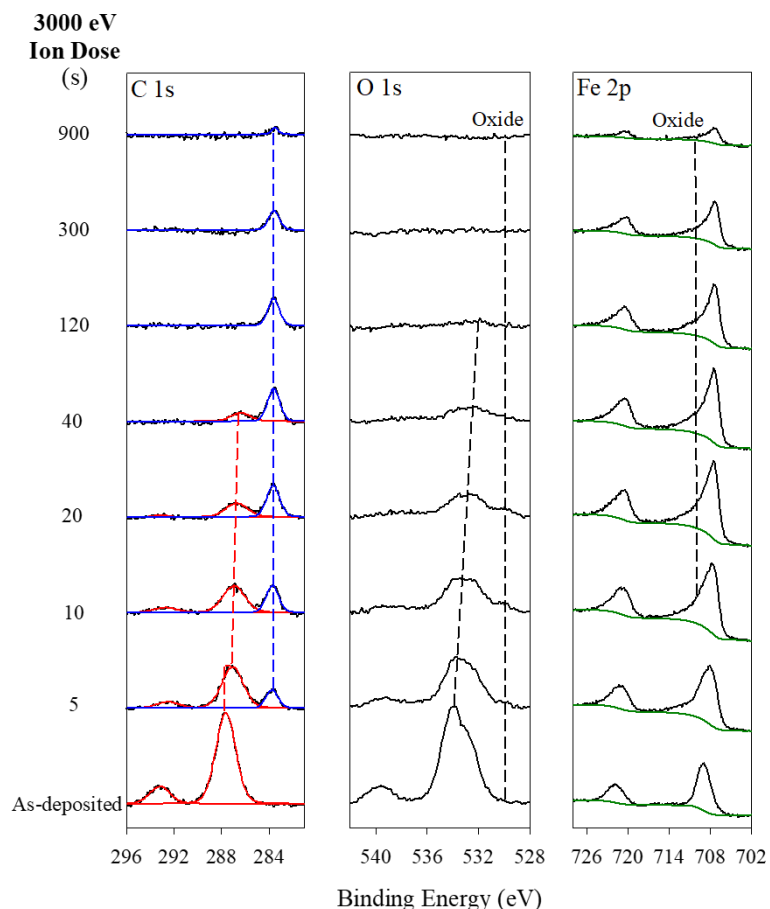 3000 eV
Ion Dose
(s)
C 1s
O 1s
Fe 2p
Oxide
Oxide
900
300
120
40
20
10
5
As-deposited
296 292 288 284
540 536 532 528
726 720 714 708 702
Binding Energy (eV)